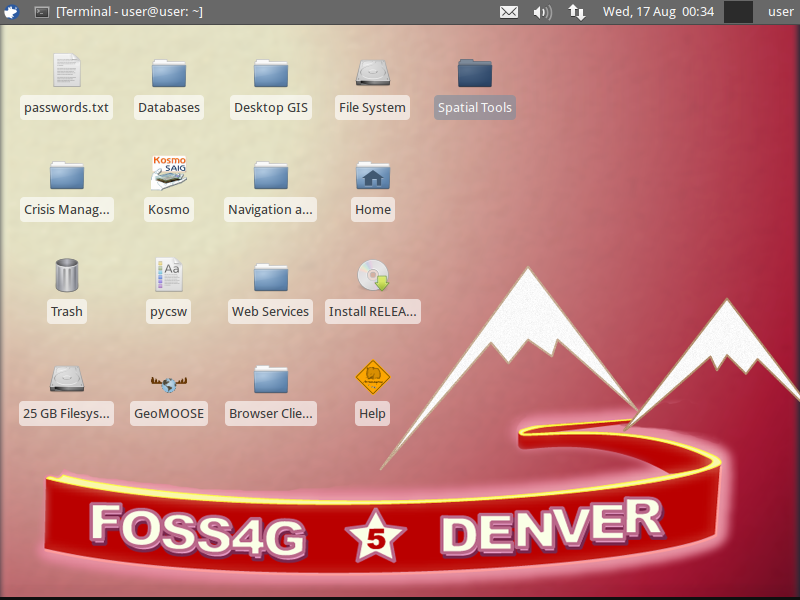 [Terminal - user@user: ~]
Wed, 17 Aug 00:34
user
passwords.txt
Databases
Desktop GIS
File System
Spatial Tools
Kosmo
SAIG
Crisis Manag...
Kosmo
Navigation a...
Home
Aa
Trash
pycsw
Web Services
Install RELEA...
25 GB Filesys...
GeoMOOSE
Browser Clie...
Help
FOSS4G 5 DENVER